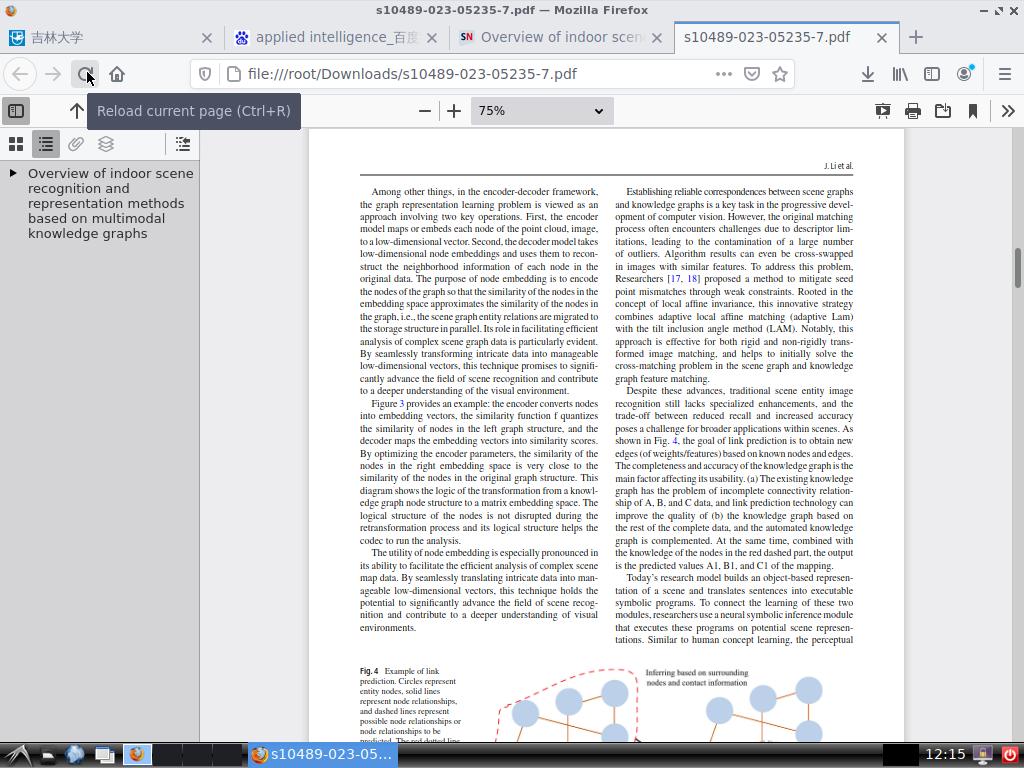 s10489-023-05235-7.pdf — Mozilla Firefox
吉林大学
applied intelligence_百度
Overview of indoor scen
s10489-023-05235-7.pdf
file:///root/Downloads/s10489-023-05235-7.pdf
Reload current page (Ctrl+R)
75%
Overview of indoor scene
recognition and
representation methods
based on multimodal
knowledge graphs
J. Li et al.
Among other things, in the encoder-decoder framework,
the graph representation learning problem is viewed as an
approach involving two key operations. First, the encoder
model maps or embeds each node of the point cloud, image,
to a low-dimensional vector. Second, the decoder model takes
low-dimensional node embeddings and uses them to recon-
struct the neighborhood information of each node in the
original data. The purpose of node embedding is to encode
the nodes of the graph so that the similarity of the nodes in the
embedding space approximates the similarity of the nodes in
the graph, i.e., the scene graph entity relations are migrated to
the storage structure in parallel. Its role in facilitating efficient
analysis of complex scene graph data is particularly evident.
By seamlessly transforming intricate data into manageable
low-dimensional vectors, this technique promises to signifi-
cantly advance the field of scene recognition and contribute
to a deeper understanding of the visual environment.
Figure 3 provides an example: the encoder converts nodes
into embedding vectors, the similarity function f quantizes
the similarity of nodes in the left graph structure, and the
decoder maps the embedding vectors into similarity scores.
By optimizing the encoder parameters, the similarity of the
nodes in the right embedding space is very close to the
similarity of the nodes in the original graph structure. This
diagram shows the logic of the transformation from a knowl-
edge graph node structure to a matrix embedding space. The
logical structure of the nodes is not disrupted during the
retransformation process and its logical structure helps the
codec to run the analysis.
The utility of node embedding is especially pronounced in
its ability to facilitate the efficient analysis of complex scene
map data. By seamlessly translating intricate data into man-
ageable low-dimensional vectors, this technique holds the
potential to significantly advance the field of scene recog-
nition and contribute to a deeper understanding of visual
environments.
Establishing reliable correspondences between scene graphs
and knowledge graphs is a key task in the progressive devel-
opment of computer vision. However, the original matching
process often encounters challenges due to descriptor lim-
itations, leading to the contamination of a large number
of outliers. Algorithm results can even be cross-swapped
in images with similar features. To address this problem,
Researchers [17, 18] proposed a method to mitigate seed
point mismatches through weak constraints. Rooted in the
concept of local affine invariance, this innovative strategy
combines adaptive local affine matching (adaptive Lam)
with the tilt inclusion angle method (LAM). Notably, this
approach is effective for both rigid and non-rigidly trans-
formed image matching, and helps to initially solve the
cross-matching problem in the scene graph and knowledge
graph feature matching.
Despite these advances, traditional scene entity image
recognition still lacks specialized enhancements, and the
trade-off between reduced recall and increased accuracy
poses a challenge for broader applications within scenes. As
shown in Fig. 4, the goal of link prediction is to obtain new
edges (of weights/features) based on known nodes and edges.
The completeness and accuracy of the knowledge graph is the
main factor affecting its usability. (a) The existing knowledge
graph has the problem of incomplete connectivity relation-
ship of A, B, and C data, and link prediction technology can
improve the quality of (b) the knowledge graph based on
the rest of the complete data, and the automated knowledge
graph is complemented. At the same time, combined with
the knowledge of the nodes in the red dashed part, the output
is the predicted values A1, B1, and C1 of the mapping.
Today's research model builds an object-based represen-
tation of a scene and translates sentences into executable
symbolic programs. To connect the learning of these two
modules, researchers use a neural symbolic inference module
that executes these programs on potential scene represen-
tations. Similar to human concept learning, the perceptual
Fig. 4 Example of link
prediction. Circles represent
entity nodes, solid lines
represent node relationships,
and dashed lines represent
possible node relationships or
node relationships to be
predicted. The red dotted line
Inferring based on surrounding
nodes and contact information
s10489-023-05...
12:15